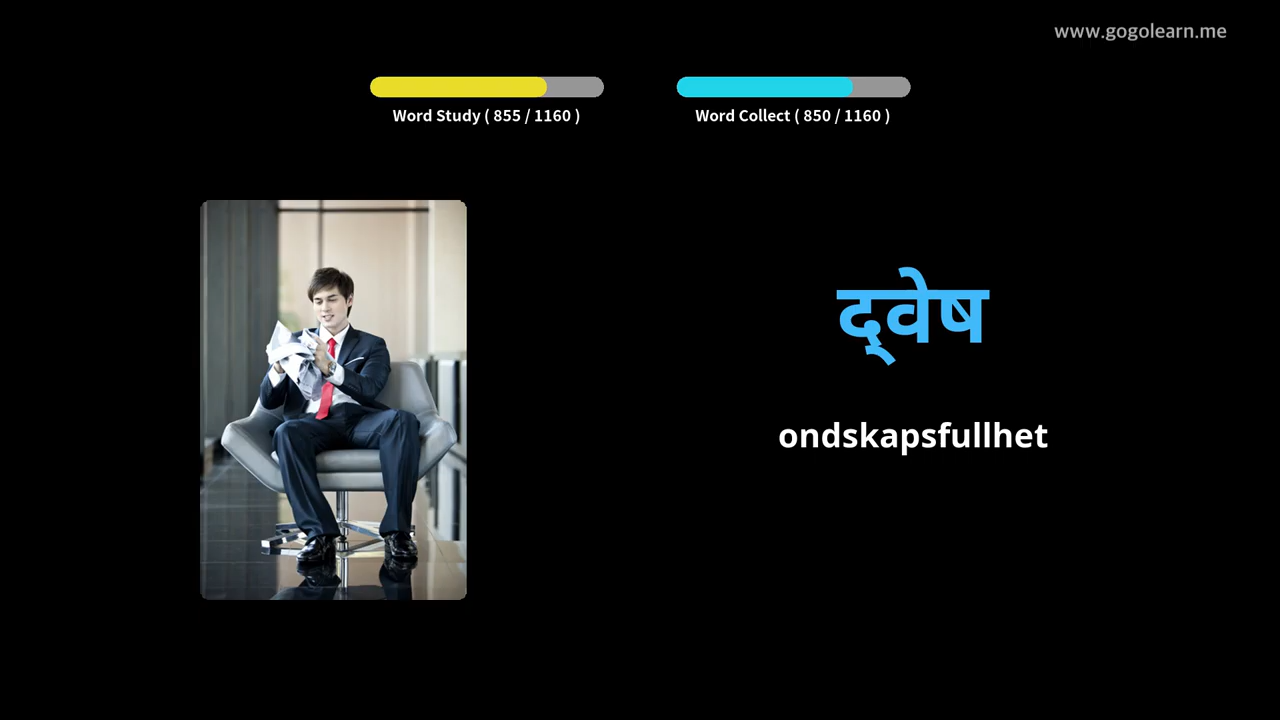 www.gogolearn.me
Word Study ( 855 / 1160 )
Word Collect ( 850 / 1160 )
द्‌वेष
ondskapsfullhet